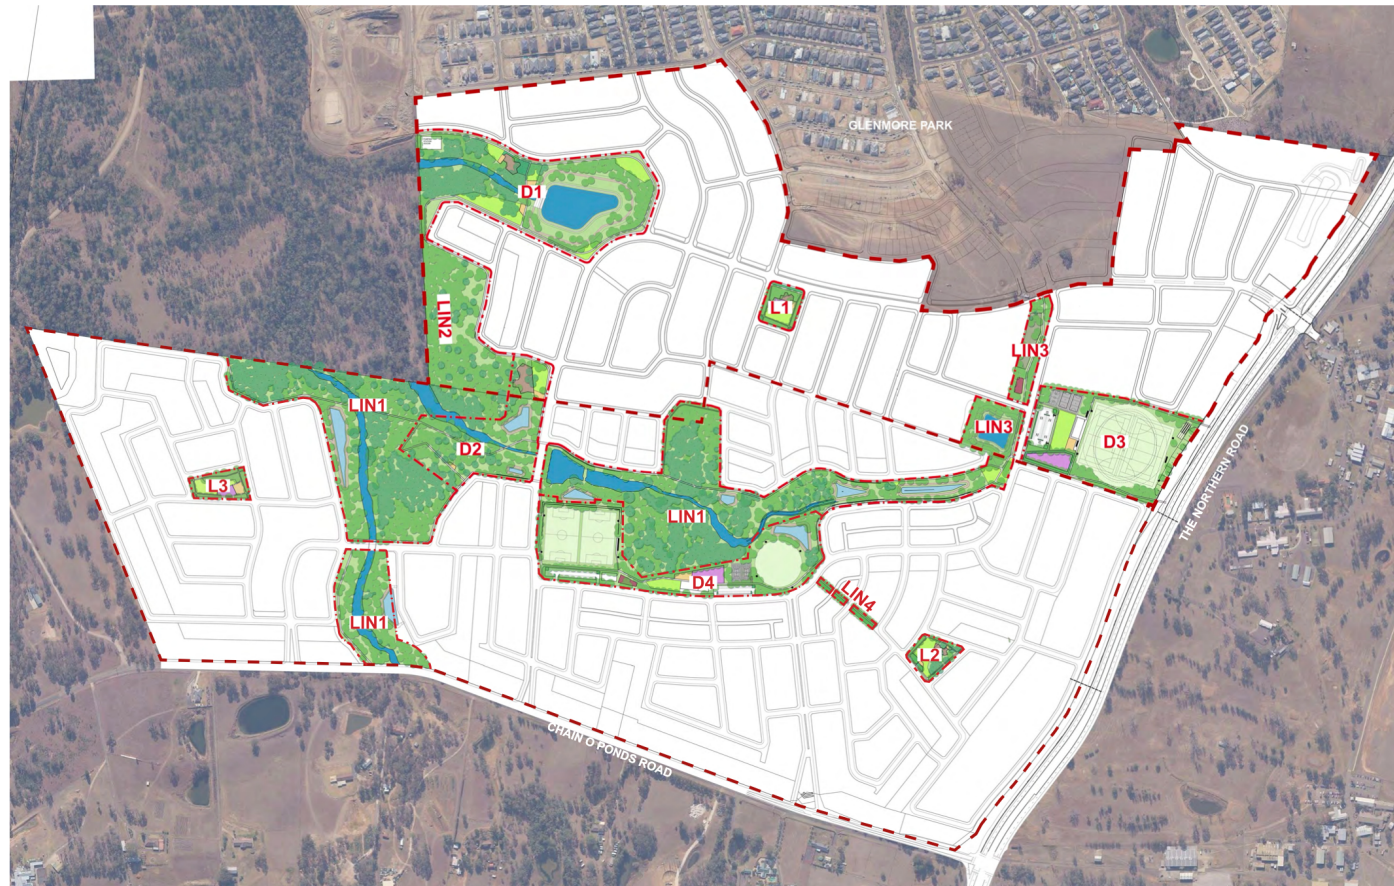 GLENMORE PARK
D1
LIN2
L1
LIN3
LIN1
LIN3
D3
D2
L3
THE NORTHERN ROAD
LIN1
D4
LIN4
LIN1
L2
CHAIN O PONDS ROAD